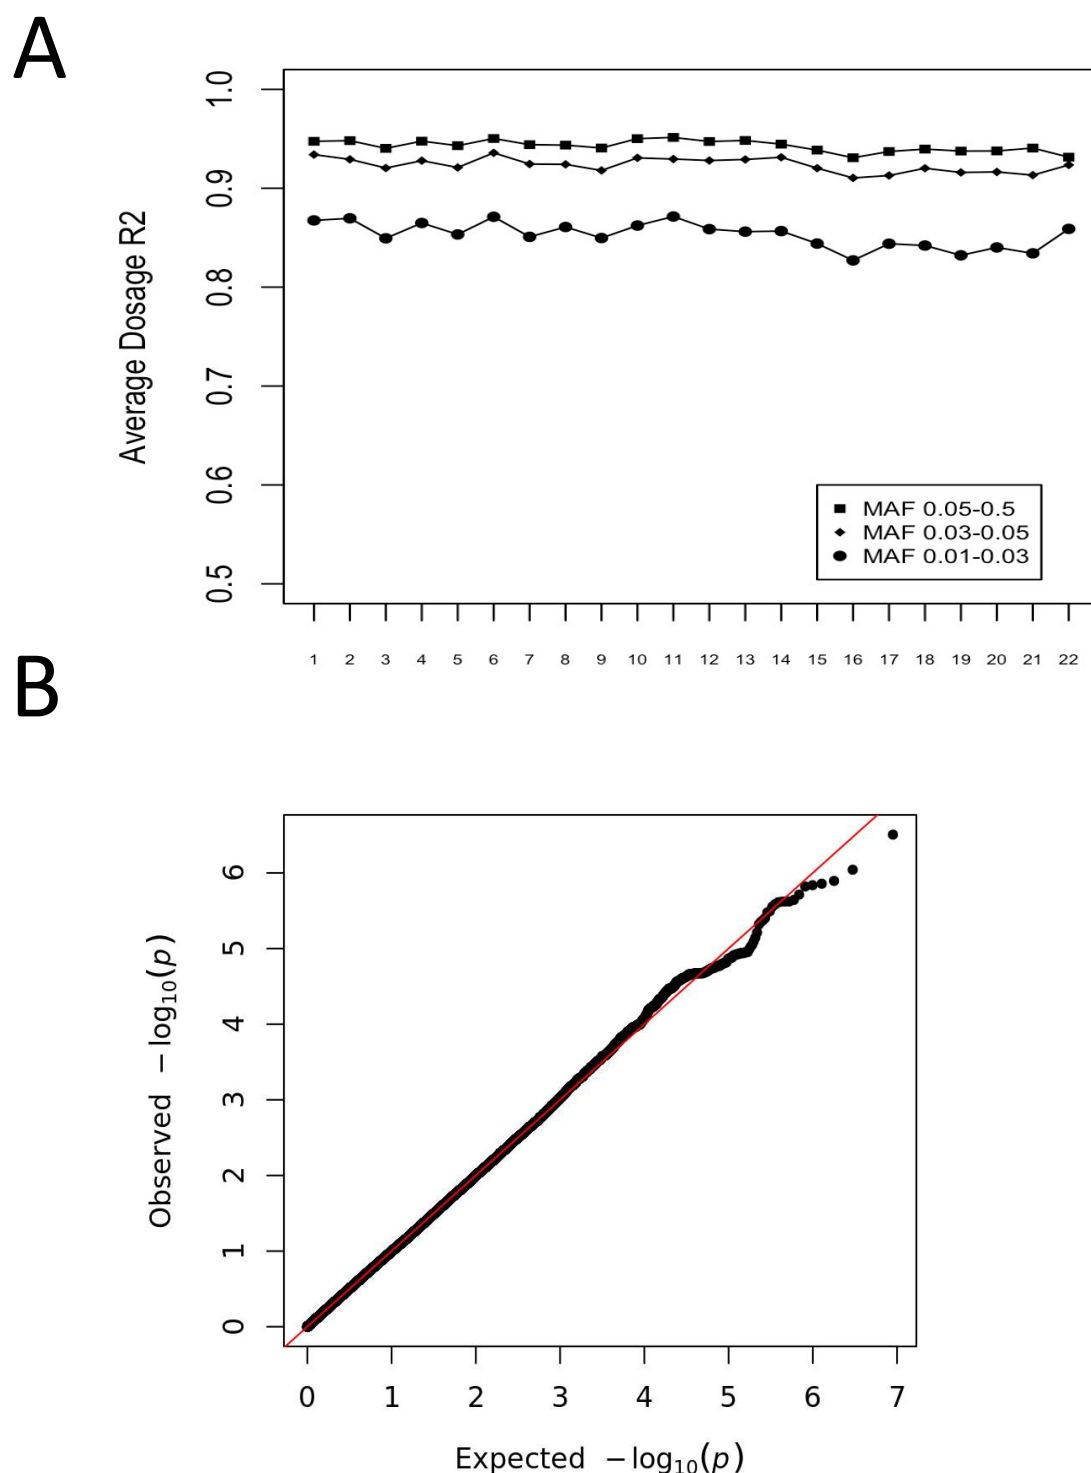 A
1.0
0.9
0.8
0.7
0.6
0.5
Average Dosage R2
MAF 0.05-0.5
MAF 0.03-0.05
MAF 0.01-0.03
1 2 3 4 5 6 7 8 9 10 11 12 13 14 15 16 17 18 19 20 21 22
B
6
5
4
3
2
1
0
Observed −log₁₀(p)
0 1 2 3 4 5 6 7
Expected −log₁₀(p)